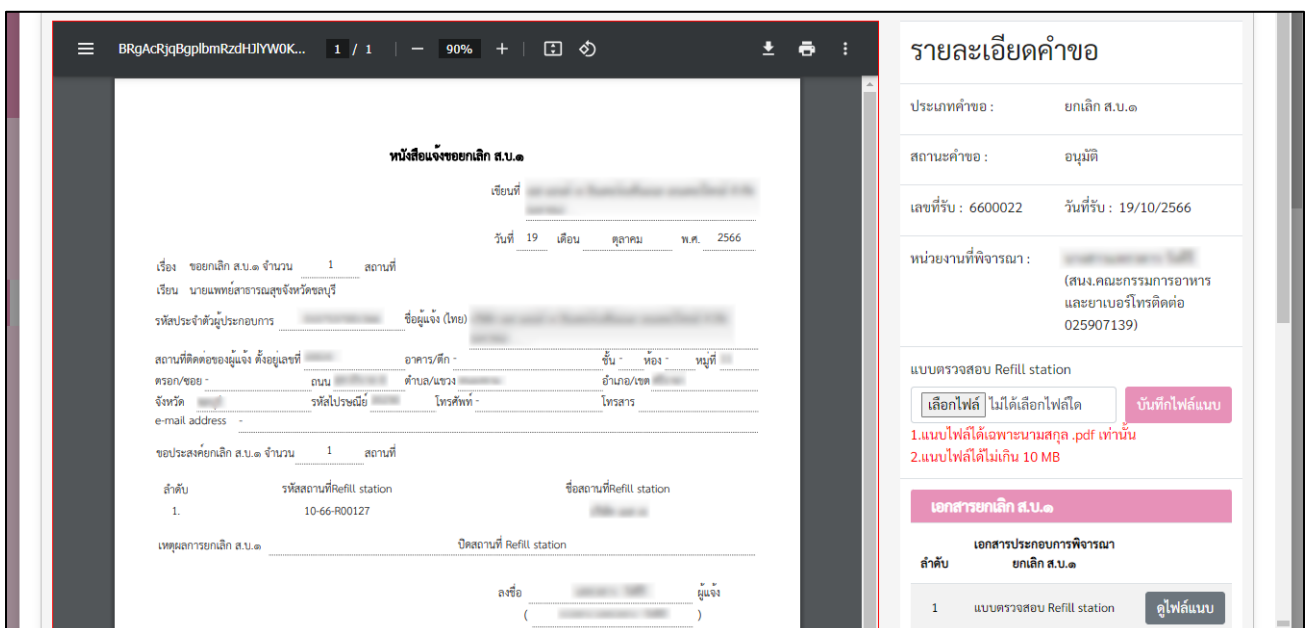 BRgAcRjqBgplbmRzdHJlYW0K... 1 / 1 | − 90% + |
หนังสือแจ้งขอยกเลิก ส.บ.๑
เขียนที่
วันที่ 19 เดือน ตุลาคม พ.ศ. 2566
เรื่อง ขอยกเลิก ส.บ.๑ จำนวน 1 สถานที่
เรียน นายแพทย์สาธารณสุขจังหวัดชลบุรี
รหัสประจำตัวผู้ประกอบการ ชื่อผู้แจ้ง (ไทย)
สถานที่ติดต่อของผู้แจ้ง ตั้งอยู่เลขที่ อาคาร/ตึก - ชั้น - ห้อง - หมู่ที่
ตรอก/ซอย - ถนน ตำบล/แขวง อำเภอ/เขต
จังหวัด รหัสไปรษณีย์ โทรศัพท์ - โทรสาร
e-mail address -
ขอประสงค์ยกเลิก ส.บ.๑ จำนวน 1 สถานที่
ลำดับ รหัสสถานที่Refill station ชื่อสถานที่Refill station
1. 10-66-R00127
เหตุผลการยกเลิก ส.บ.๑ ปิดสถานที่ Refill station
ลงชื่อ ผู้แจ้ง
( )
รายละเอียดคำขอ
ประเภทคำขอ : ยกเลิก ส.บ.๑
สถานะคำขอ : อนุมัติ
เลขที่รับ : 6600022 วันที่รับ : 19/10/2566
หน่วยงานที่พิจารณา :
(สนง.คณะกรรมการอาหาร
และยาเบอร์โทรติดต่อ
025907139)
แบบตรวจสอบ Refill station
เลือกไฟล์ ไม่ได้เลือกไฟล์ใด บันทึกไฟล์แนบ
1.แนบไฟล์ได้เฉพาะนามสกุล .pdf เท่านั้น
2.แนบไฟล์ได้ไม่เกิน 10 MB
เอกสารยกเลิก ส.บ.๑
ลำดับ เอกสารประกอบการพิจารณา
ยกเลิก ส.บ.๑
1 แบบตรวจสอบ Refill station ดูไฟล์แนบ